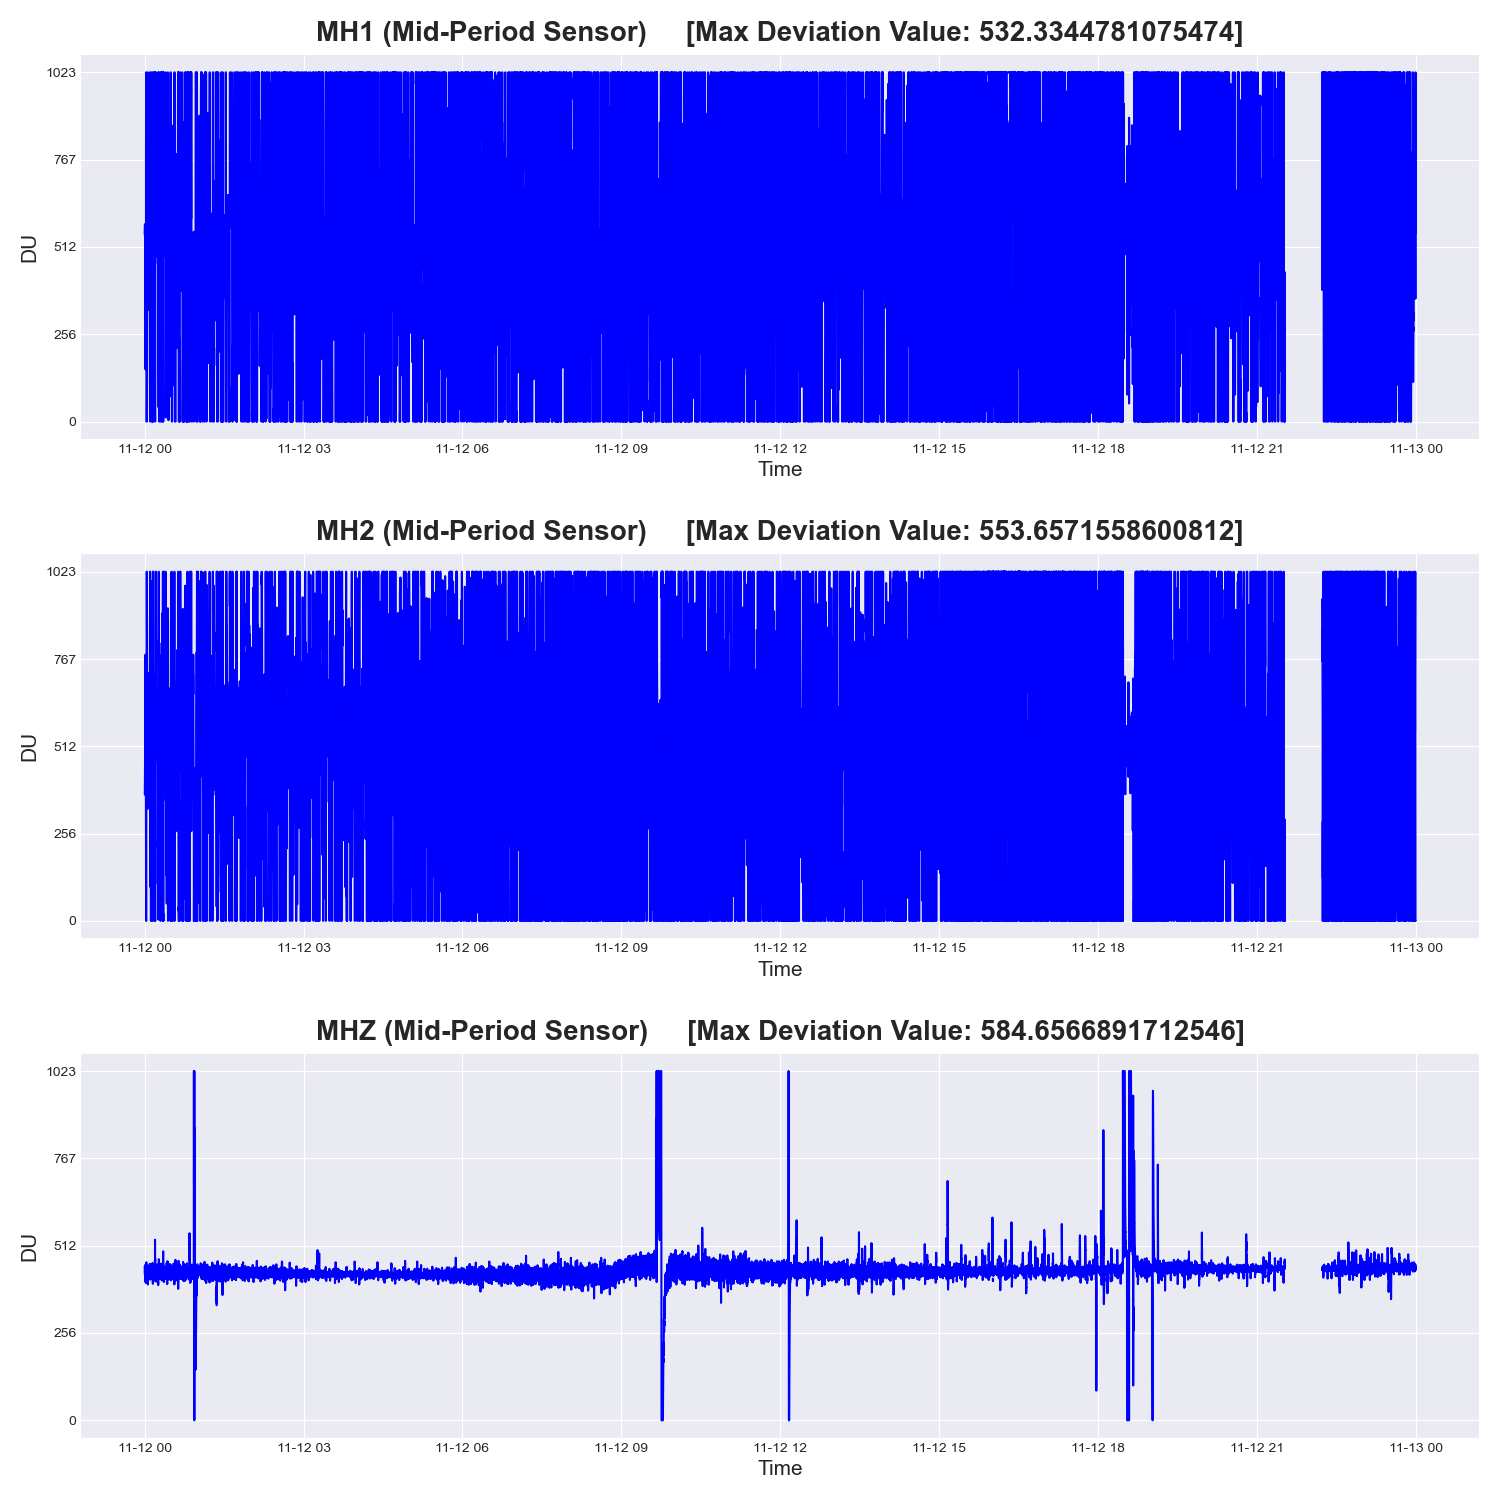 MH1 (Mid-Period Sensor) [Max Deviation Value: 532.3344781075474]
1023
767
512
256
0
DU
11-12 00 11-12 03 11-12 06 11-12 09 11-12 12 11-12 15 11-12 18 11-12 21 11-13 00
Time
MH2 (Mid-Period Sensor) [Max Deviation Value: 553.6571558600812]
1023
767
512
256
0
DU
11-12 00 11-12 03 11-12 06 11-12 09 11-12 12 11-12 15 11-12 18 11-12 21 11-13 00
Time
MHZ (Mid-Period Sensor) [Max Deviation Value: 584.6566891712546]
1023
767
512
256
0
DU
11-12 00 11-12 03 11-12 06 11-12 09 11-12 12 11-12 15 11-12 18 11-12 21 11-13 00
Time